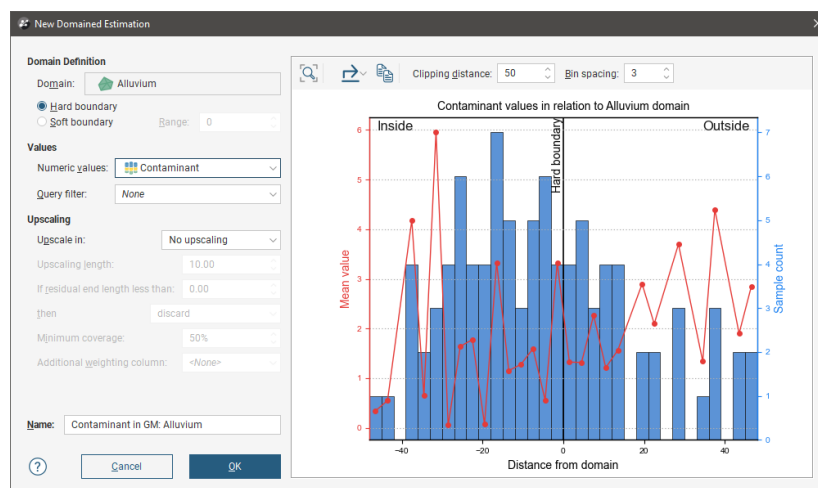 New Domained Estimation
Domain Definition
Domain: Alluvium
Hard boundary
Soft boundary Range: 0
Values
Numeric values: Contaminant
Query filter: None
Upscaling
Upscale in: No upscaling
Upscaling length: 10.00
If residual end length less than: 0.00
then discard
Minimum coverage: 50%
Additional weighting column: <None>
Name: Contaminant in GM: Alluvium
? Cancel OK
Clipping distance: 50 Bin spacing: 3
Contaminant values in relation to Alluvium domain
Inside Hard boundary Outside
Mean value
6
5
4
3
2
1
0
Sample count
7
6
5
4
3
2
1
0
-40 -20 0 20 40
Distance from domain